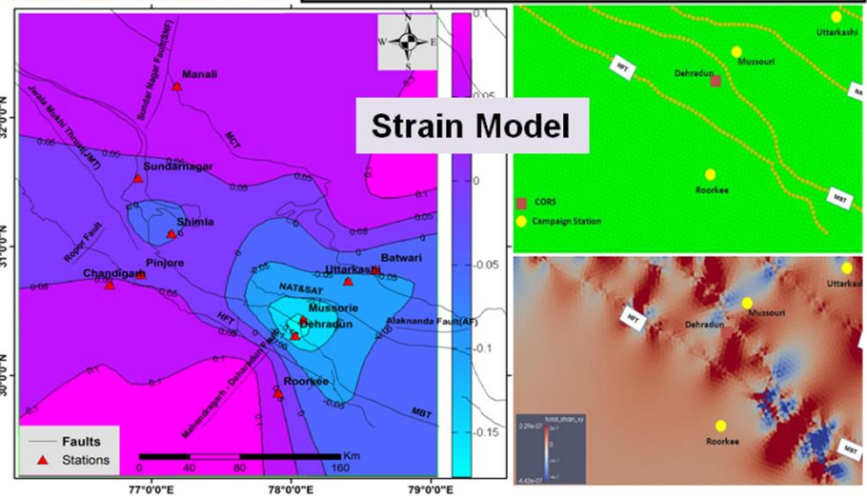 Strain Model
N
W E
S
Manali
Sundar Nagar Fault(SNF)
Jwala Mukhi Thrust(JMT)
MCT
Sundarnagar
Shimla
Ropor Fault
Pinjore
Chandigarh
Batwari
Uttarkashi
NAT&SAT
Mussorie
Dehradun
Alaknanda Fault(AF)
HFT
Roorkee
MBT
Faults
Stations
Km
0 40 80 160
77°0'0"E 78°0'0"E 79°0'0"E
32°0'0"N
31°0'0"N
30°0'0"N
0.1
0.05
0
-0.05
-0.1
-0.15
Uttarkashi
Mussouri
HFT
Dehradun
Roorkee
MBT
CORS
Campaign Station
HFT
Dehradun
Mussouri
Roorkee
total_strain_xy